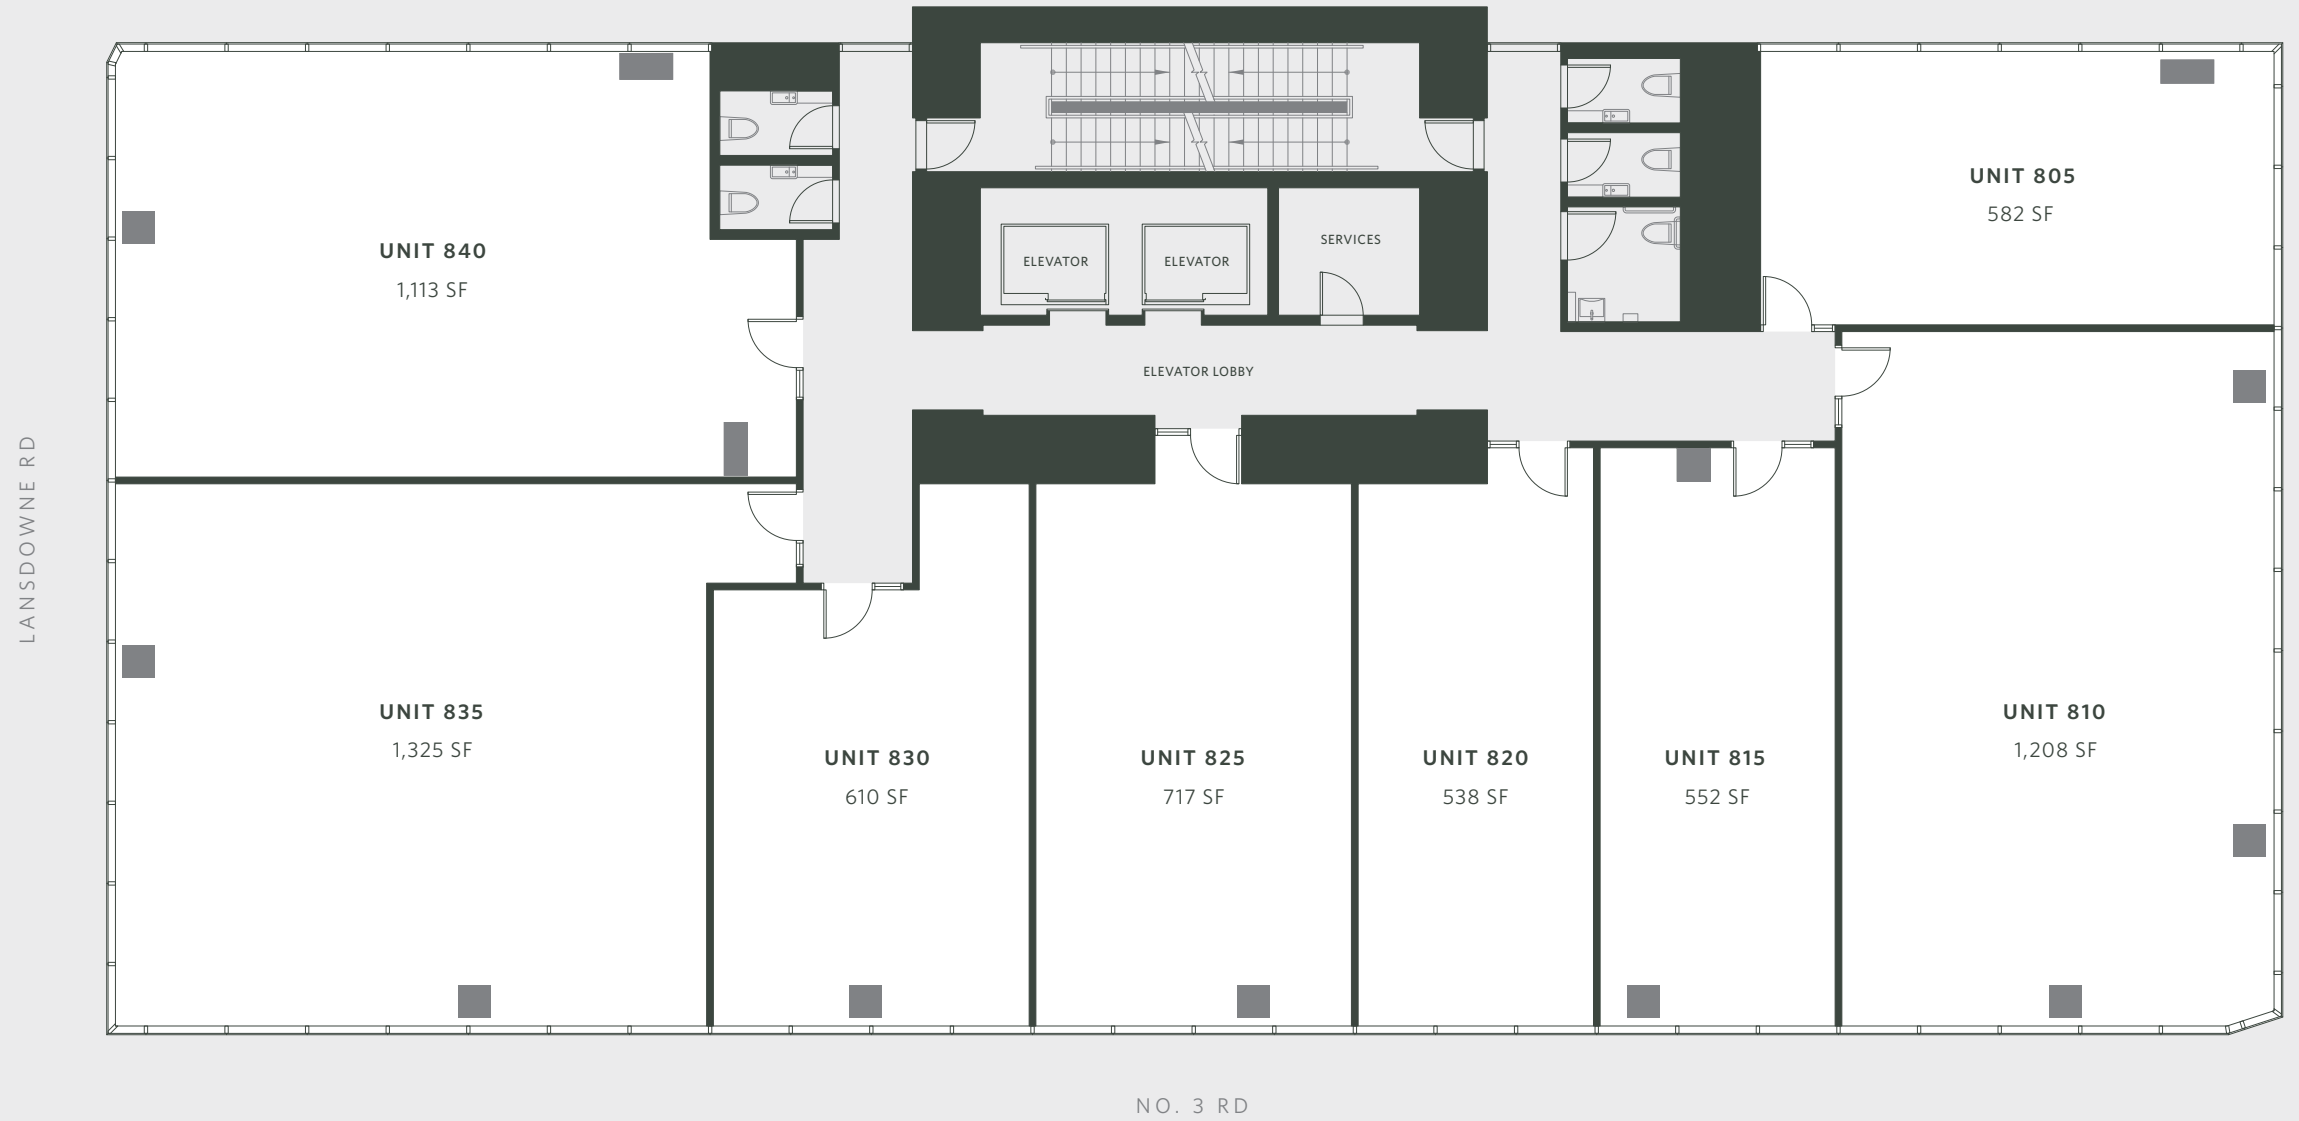 UNIT 805
582 SF
SERVICES
UNIT 840
1,113 SF
ELEVATOR
ELEVATOR
ELEVATOR LOBBY
LANSDOWNE RD
UNIT 835
1,325 SF
UNIT 810
1,208 SF
UNIT 830
610 SF
UNIT 825
717 SF
UNIT 820
538 SF
UNIT 815
552 SF
NO. 3 RD